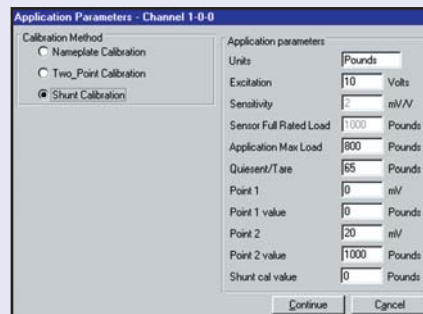 Application Parameters - Channel 1-0-0
Calibration Method
Nameplate Calibration
Two_Point Calibration
Shunt Calibration
Application parameters
Units Pounds
Excitation 10 Volts
Sensitivity 2 mV/V
Sensor Full Rated Load 1000 Pounds
Application Max Load 800 Pounds
Quiesent/Tare 65 Pounds
Point 1 0 mV
Point 1 value 0 Pounds
Point 2 20 mV
Point 2 value 1000 Pounds
Shunt cal value 0 Pounds
Continue Cancel